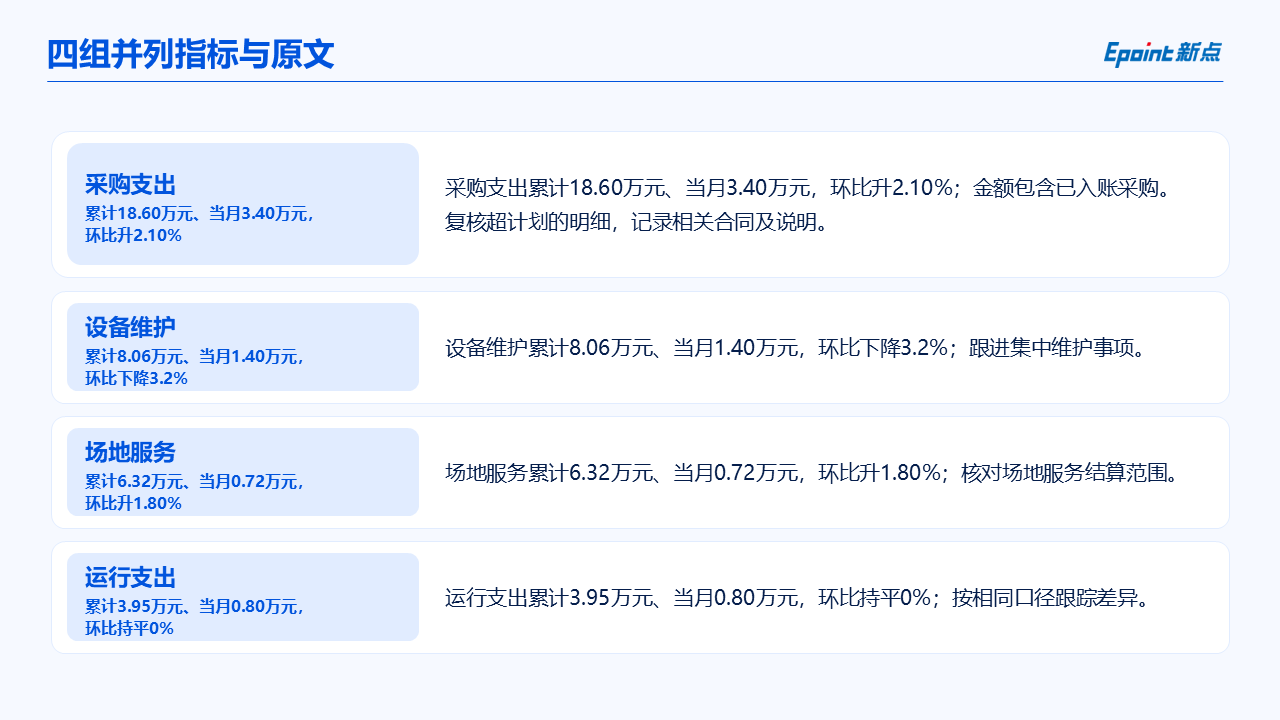 四组并列指标与原文
Epoint新点
采购支出
累计18.60万元、当月3.40万元，
环比升2.10%
采购支出累计18.60万元、当月3.40万元，环比升2.10%；金额包含已入账采购。
复核超计划的明细，记录相关合同及说明。
设备维护
累计8.06万元、当月1.40万元，
环比下降3.2%
设备维护累计8.06万元、当月1.40万元，环比下降3.2%；跟进集中维护事项。
场地服务
累计6.32万元、当月0.72万元，
环比升1.80%
场地服务累计6.32万元、当月0.72万元，环比升1.80%；核对场地服务结算范围。
运行支出
累计3.95万元、当月0.80万元，
环比持平0%
运行支出累计3.95万元、当月0.80万元，环比持平0%；按相同口径跟踪差异。